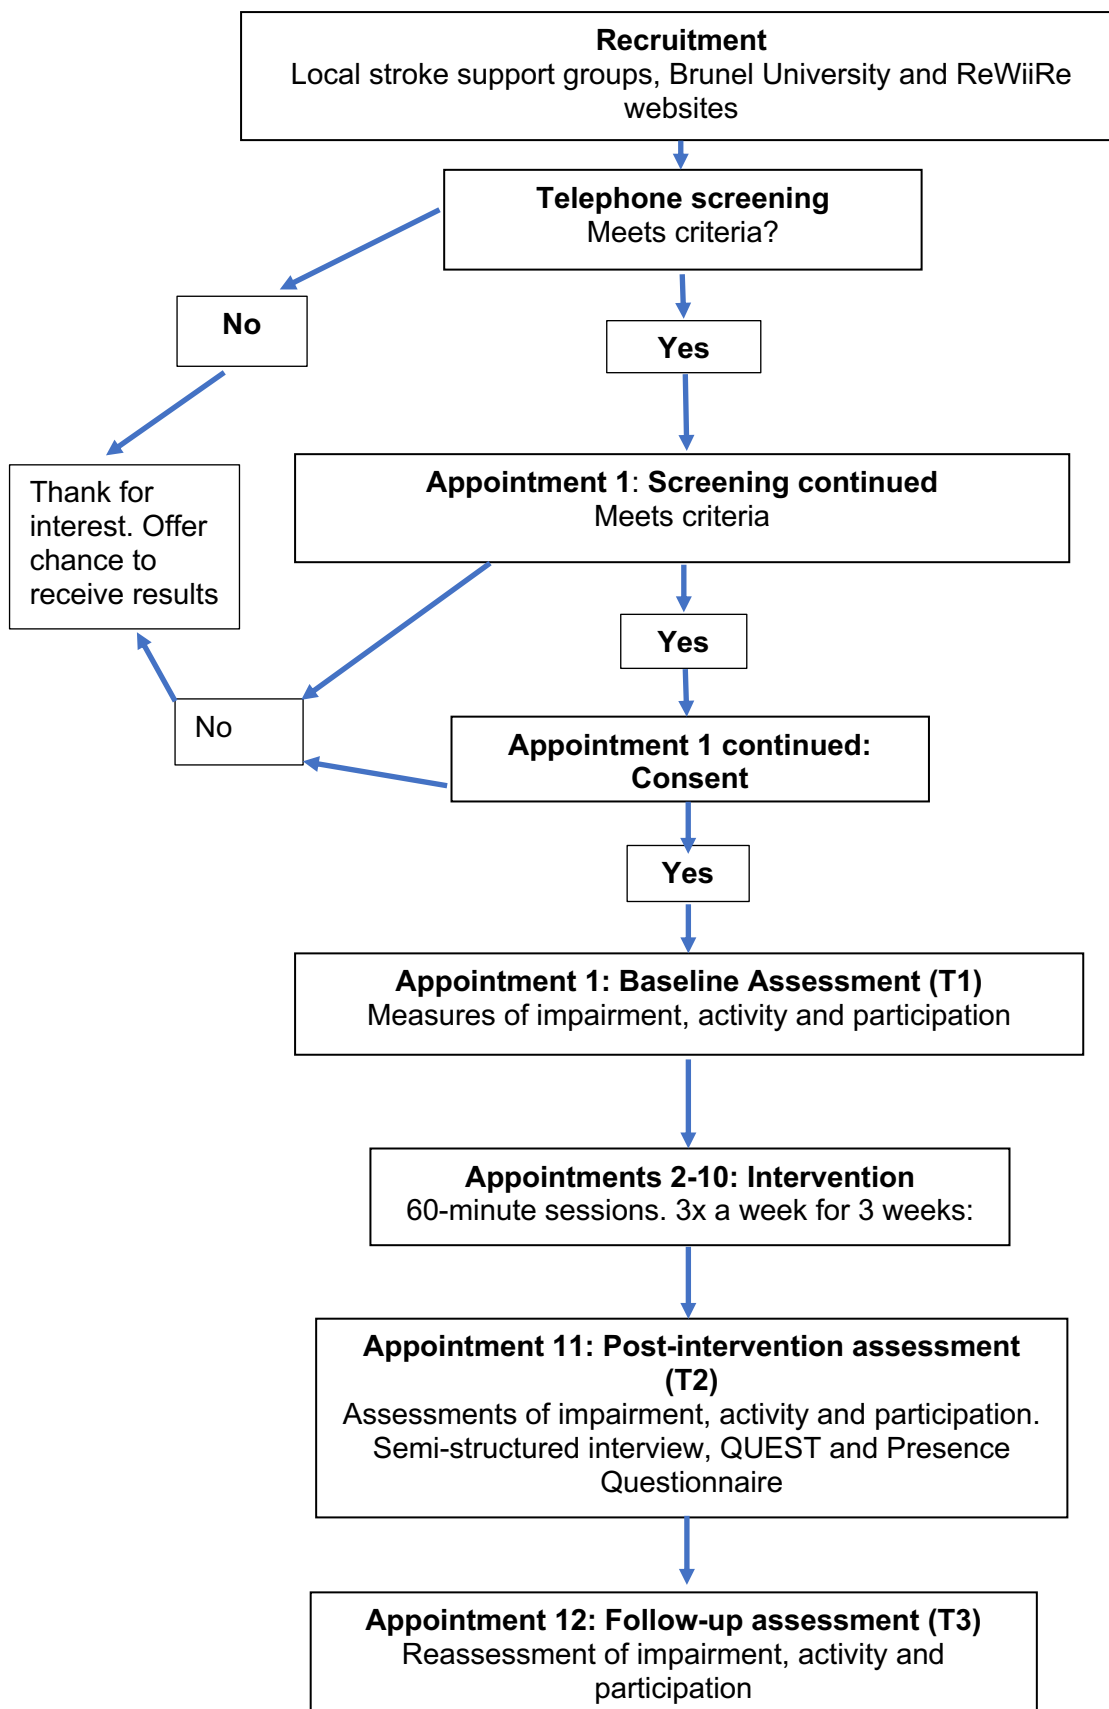 Recruitment
Local stroke support groups, Brunel University and ReWiiRe
websites
Telephone screening
Meets criteria?
No
Yes
Thank for
interest. Offer
chance to
receive results
Appointment 1: Screening continued
Meets criteria
Yes
No
Appointment 1 continued:
Consent
Yes
Appointment 1: Baseline Assessment (T1)
Measures of impairment, activity and participation
Appointments 2-10: Intervention
60-minute sessions. 3x a week for 3 weeks:
Appointment 11: Post-intervention assessment
(T2)
Assessments of impairment, activity and participation.
Semi-structured interview, QUEST and Presence
Questionnaire
Appointment 12: Follow-up assessment (T3)
Reassessment of impairment, activity and
participation